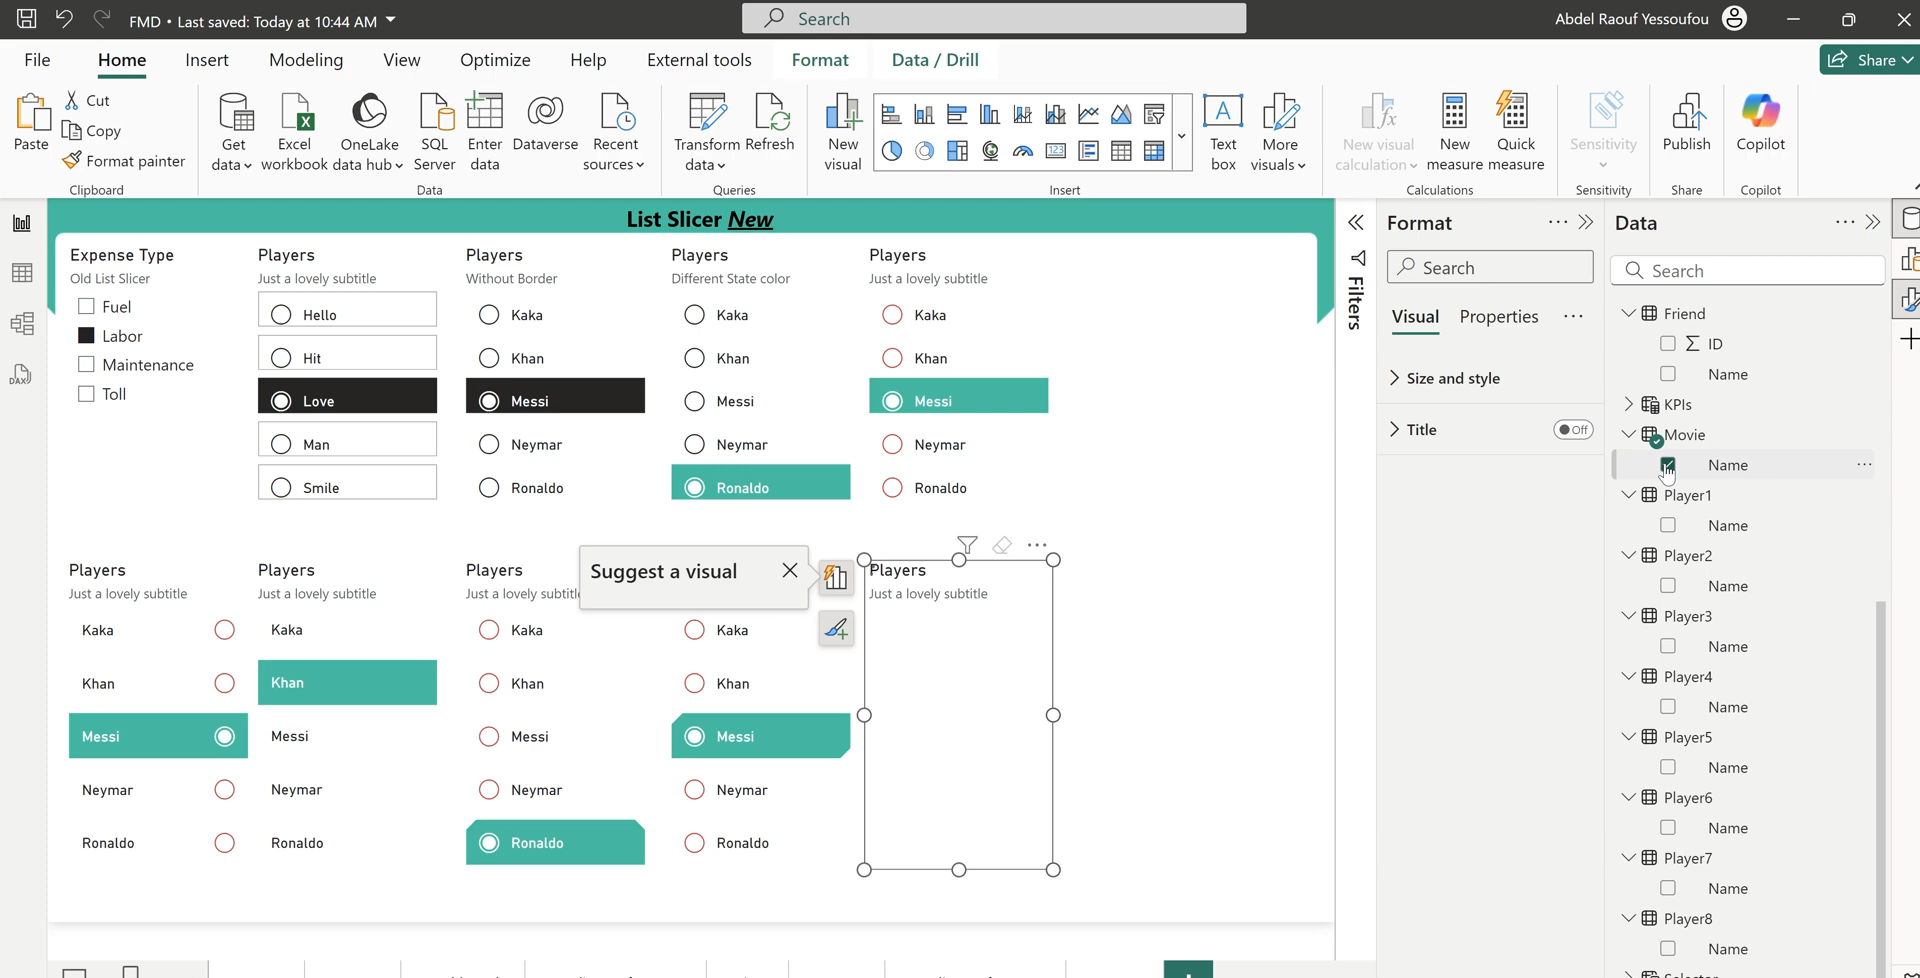 FMD • Last saved: Today at 10:44 AM
Search
Abdel Raouf Yessoufou
File
Home
Insert
Modeling
View
Optimize
Help
External tools
Format
Data / Drill
Share
Paste
Cut
Copy
Format painter
Clipboard
Get data
Excel workbook
OneLake data hub
SQL Server
Enter data
Dataverse
Recent sources
Data
Transform data
Refresh
Queries
New visual
Text box
More visuals
Insert
New visual calculation
New measure
Quick measure
Calculations
Sensitivity
Sensitivity
Publish
Share
Copilot
Copilot
List Slicer New
Expense Type
Old List Slicer
Fuel
Labor
Maintenance
Toll
Players
Just a lovely subtitle
Hello
Hit
Love
Man
Smile
Players
Without Border
Kaka
Khan
Messi
Neymar
Ronaldo
Players
Different State color
Kaka
Khan
Messi
Neymar
Ronaldo
Players
Just a lovely subtitle
Kaka
Khan
Messi
Neymar
Ronaldo
Players
Just a lovely subtitle
Kaka
Khan
Messi
Neymar
Ronaldo
Players
Just a lovely subtitle
Kaka
Khan
Messi
Neymar
Ronaldo
Players
Just a lovely
Kaka
Khan
Messi
Neymar
Ronaldo
Suggest a visual
Kaka
Khan
Messi
Neymar
Ronaldo
Players
Just a lovely subtitle
Filters
Format
Search
Visual
Properties
Size and style
Title
Off
Data
Search
Friend
ID
Name
KPIs
Movie
Name
Player1
Name
Player2
Name
Player3
Name
Player4
Name
Player5
Name
Player6
Name
Player7
Name
Player8
Name
DAX